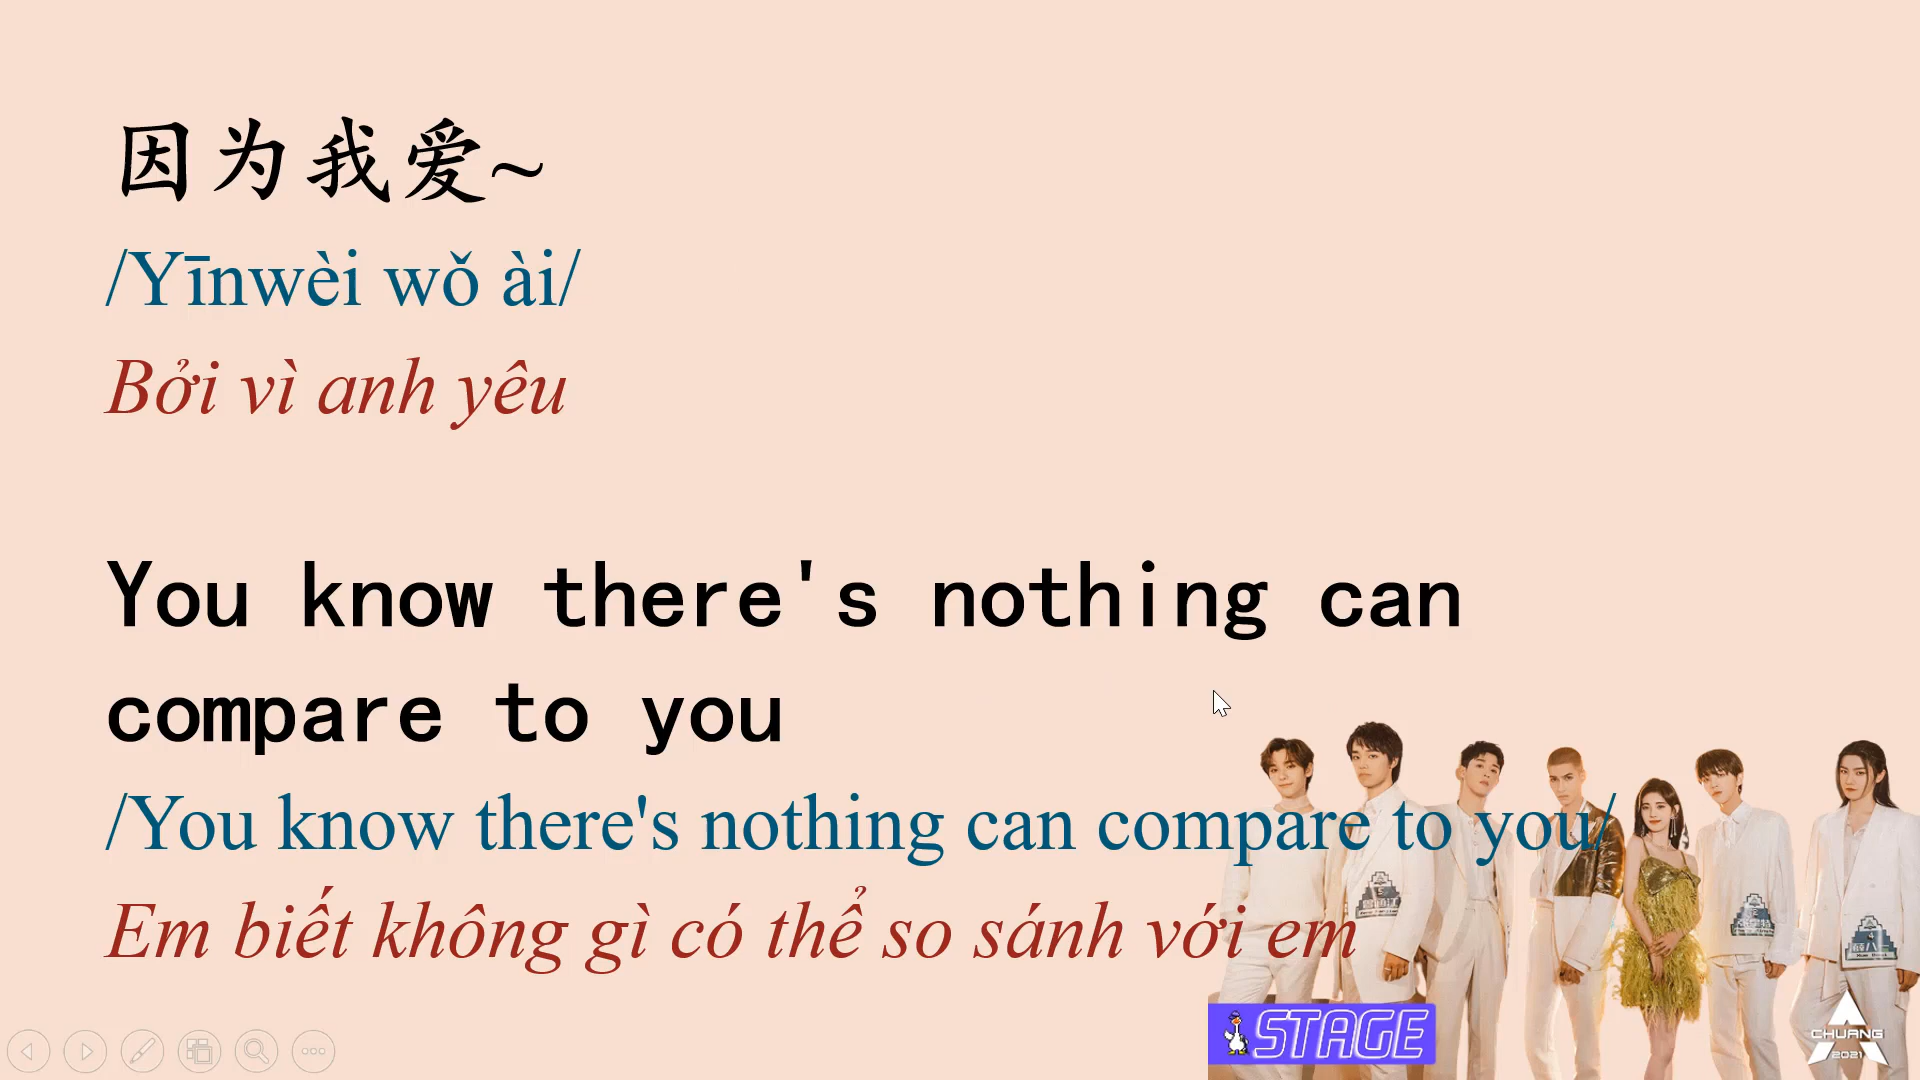 因为我爱~
/Yīnwèi wǒ ài/
Bởi vì anh yêu
You know there's nothing can
compare to you
/You know there's nothing can compare to you/
Em biết không gì có thể so sánh với em
STAGE
CHUANG
2021